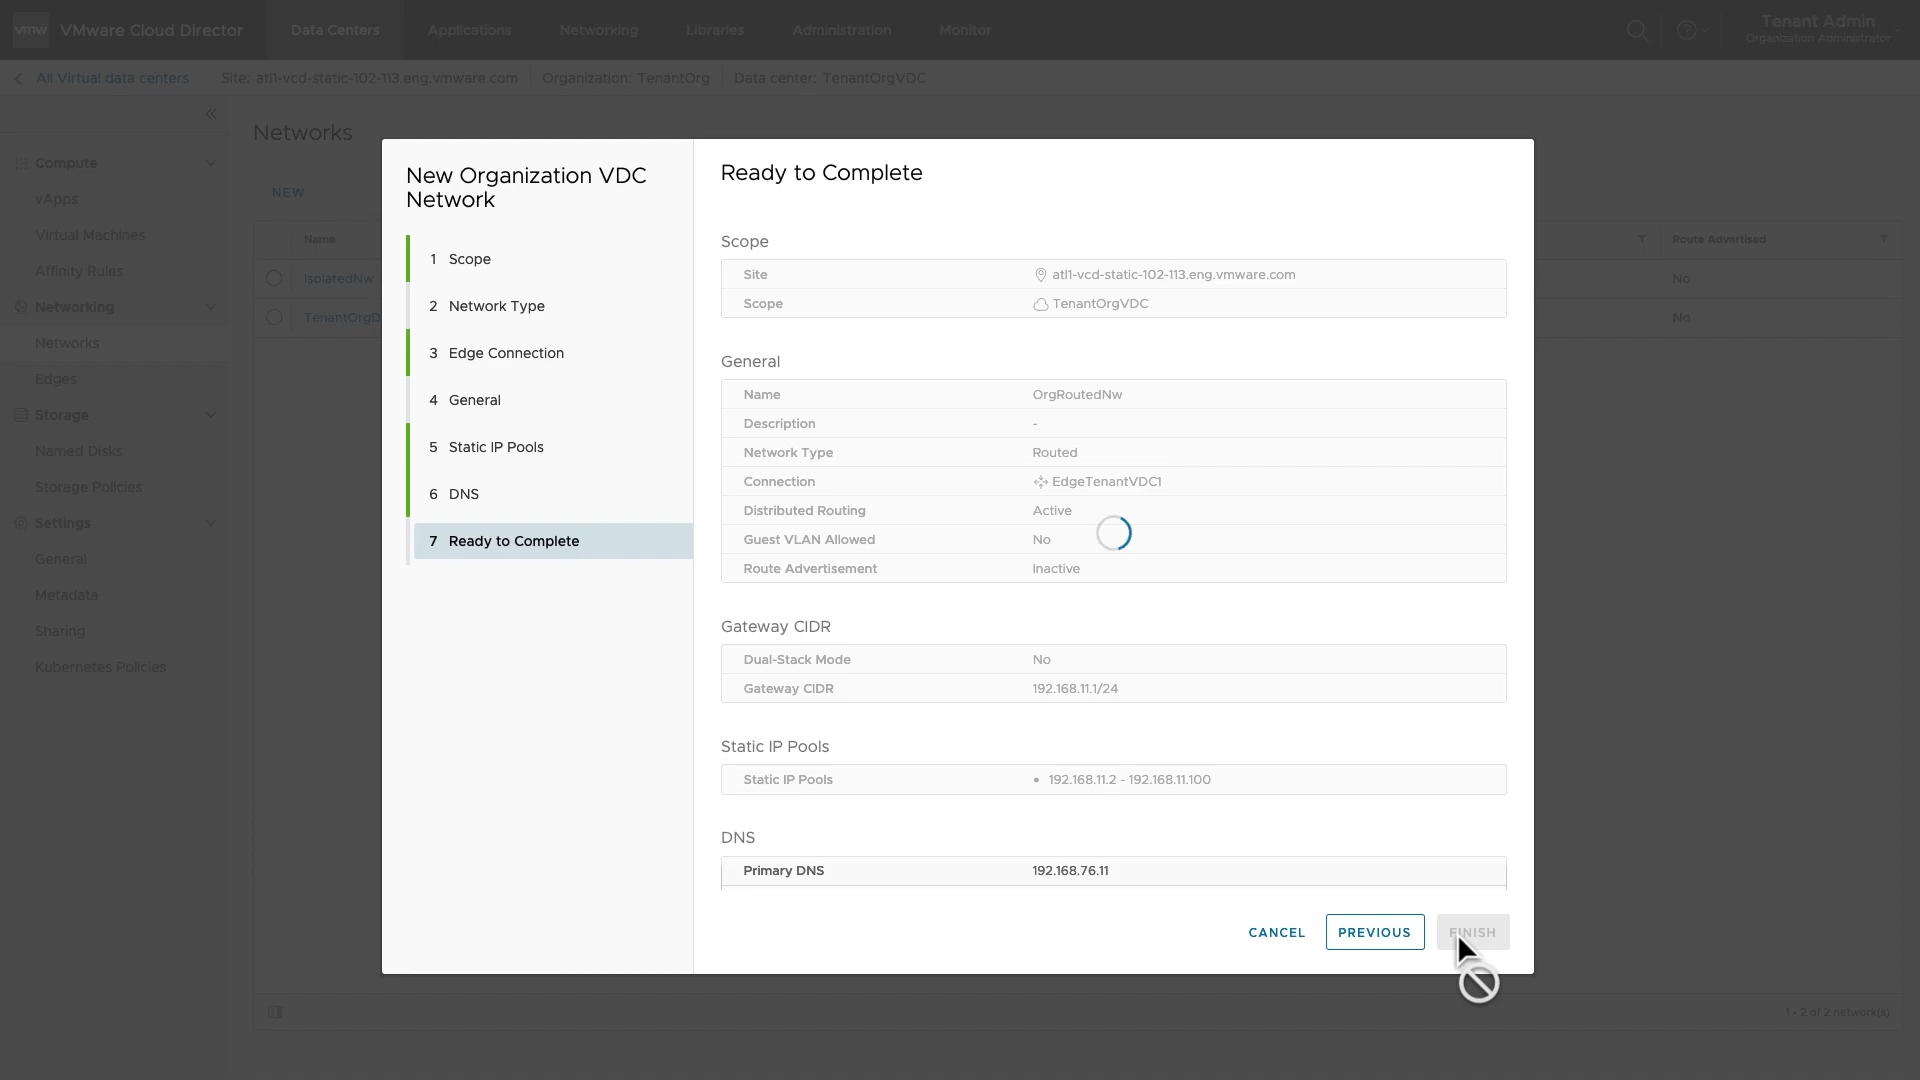 vmw VMware Cloud Director Data Centers Applications Networking Libraries Administration Monitor Tenant Admin
Organization Administrator
All Virtual data centers Site: atl1-vcd-static-102-113.eng.vmware.com Organization: TenantOrg Data center: TenantOrgVDC
Compute
vApps
Virtual Machines
Affinity Rules
Networking
Networks
Edges
Storage
Named Disks
Storage Policies
Settings
General
Metadata
Sharing
Kubernetes Policies
Networks
NEW
Name Route Advertised
IsolatedNw No
TenantOrgD No
1 - 2 of 2 network(s)
New Organization VDC
Network
1 Scope
2 Network Type
3 Edge Connection
4 General
5 Static IP Pools
6 DNS
7 Ready to Complete
Ready to Complete
Scope
Site atl1-vcd-static-102-113.eng.vmware.com
Scope TenantOrgVDC
General
Name OrgRoutedNw
Description -
Network Type Routed
Connection EdgeTenantVDC1
Distributed Routing Active
Guest VLAN Allowed No
Route Advertisement Inactive
Gateway CIDR
Dual-Stack Mode No
Gateway CIDR 192.168.11.1/24
Static IP Pools
Static IP Pools • 192.168.11.2 - 192.168.11.100
DNS
Primary DNS 192.168.76.11
CANCEL PREVIOUS FINISH